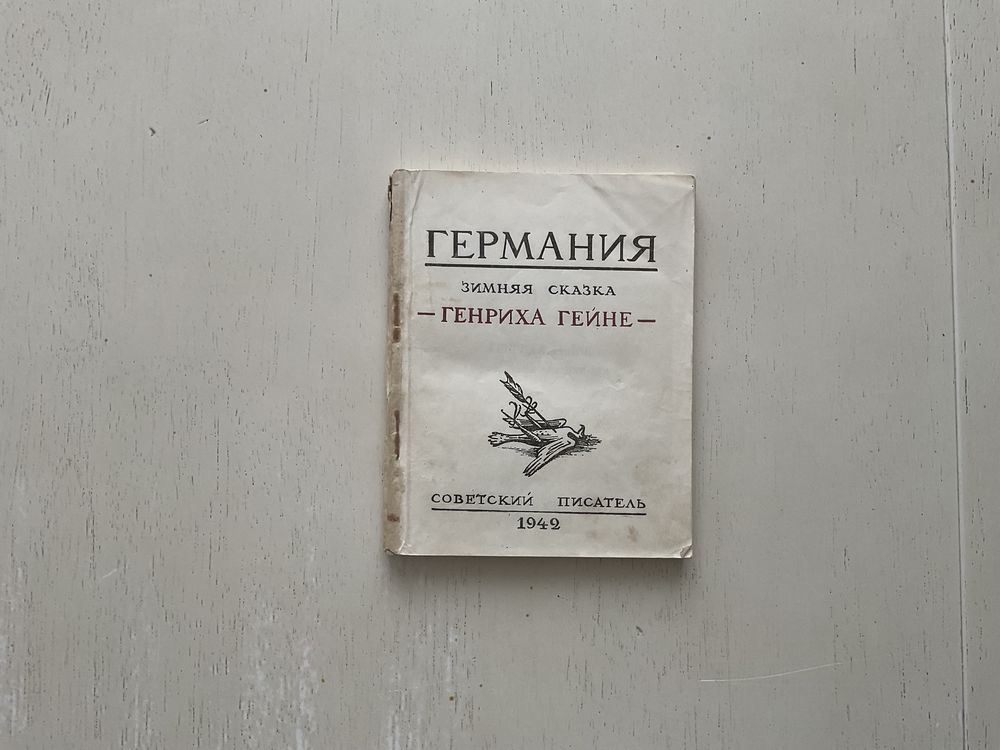 ГЕРМАНИЯ
ЗИМНЯЯ СКАЗКА
— ГЕНРИХА ГЕЙНЕ —
СОВЕТСКИЙ ПИСАТЕЛЬ
1942